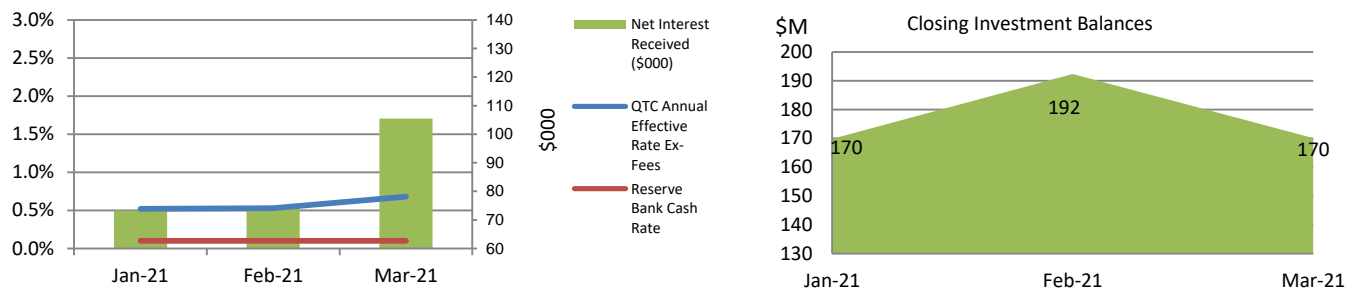 3.0%
2.5%
2.0%
1.5%
1.0%
0.5%
0.0%
Jan-21
Feb-21
Mar-21
140
130
120
110
100
90
80
70
60
$000
Net Interest
Received
($000)
QTC Annual
Effective
Rate Ex-
Fees
Reserve
Bank Cash
Rate
$M
Closing Investment Balances
200
190
180
170
160
150
140
130
170
192
170
Jan-21
Feb-21
Mar-21